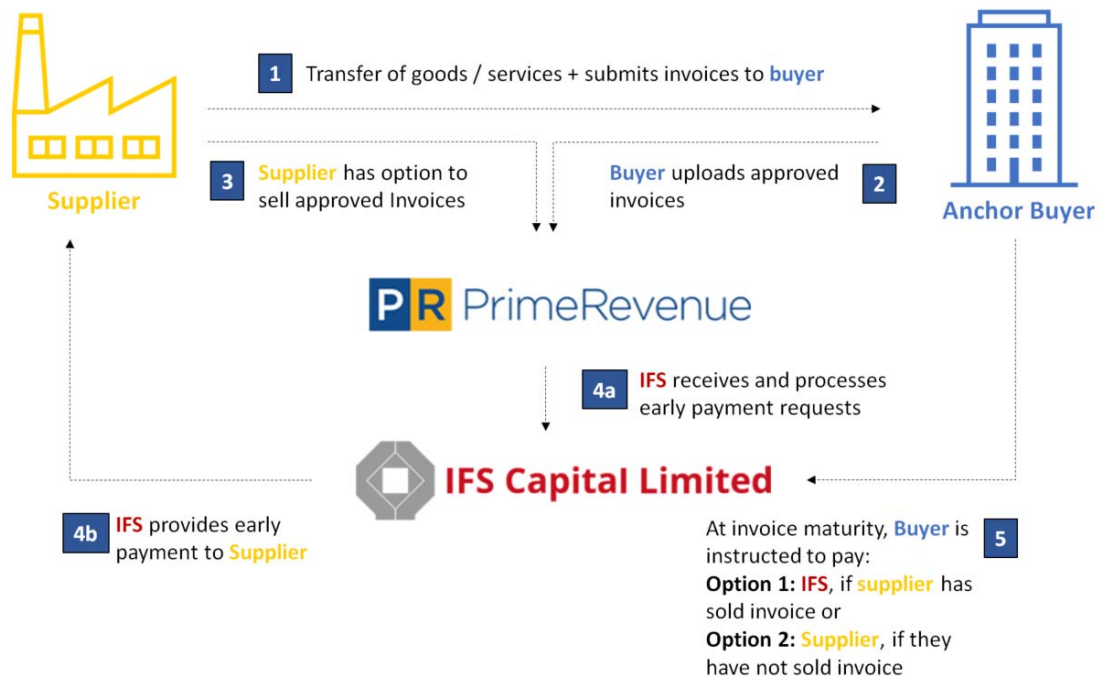 1 Transfer of goods / services + submits invoices to buyer
Supplier
3 Supplier has option to
sell approved Invoices
Buyer uploads approved
invoices
2
Anchor Buyer
PR PrimeRevenue
4a IFS receives and processes
early payment requests
IFS Capital Limited
4b IFS provides early
payment to Supplier
At invoice maturity, Buyer is
instructed to pay:
Option 1: IFS, if supplier has
sold invoice or
Option 2: Supplier, if they
have not sold invoice
5